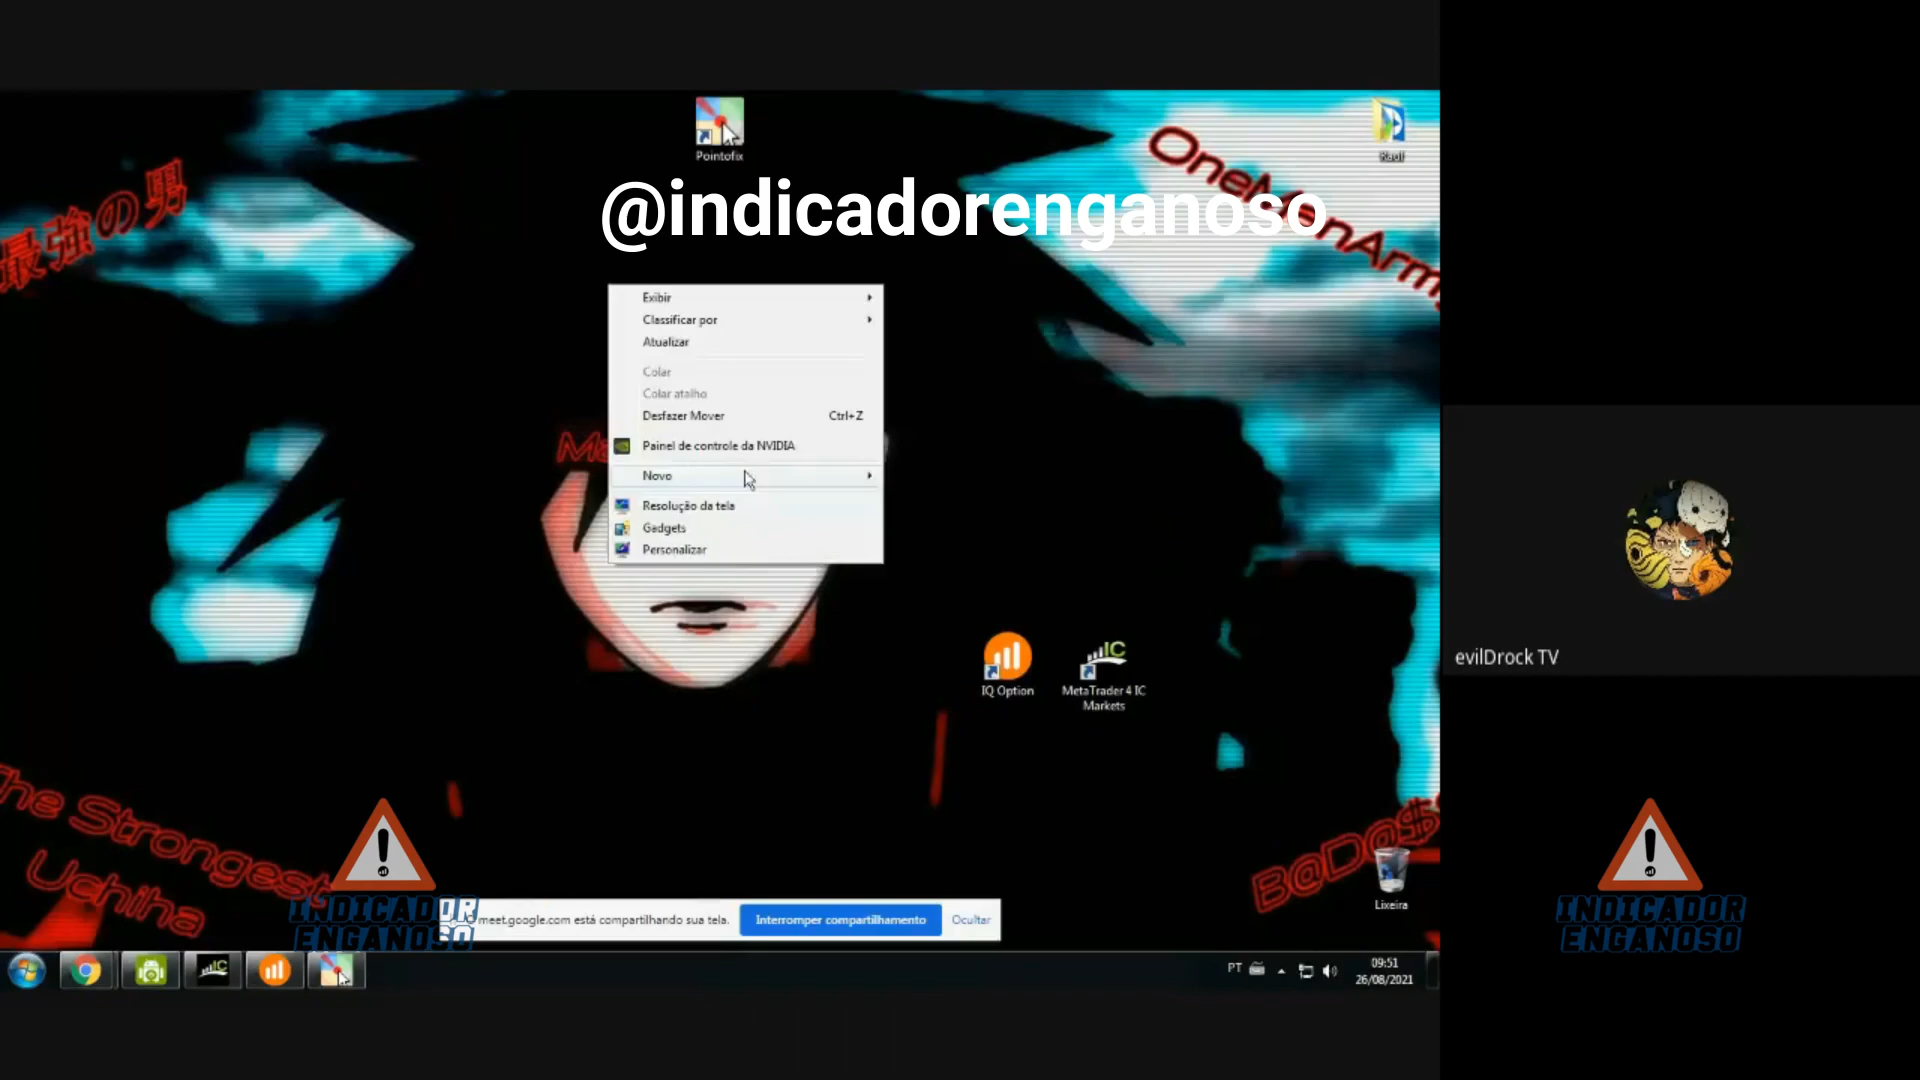 Pointofix
Raul
@indicadorenganoso
OneManArm
最強の男
Exibir
Classificar por
Atualizar
Colar
Colar atalho
Desfazer Mover Ctrl+Z
Painel de controle da NVIDIA
Novo
Resolução da tela
Gadgets
Personalizar
evilDrock TV
IQ Option
MetaTrader 4 IC
Markets
The Strongest
Uchiha
B@D@$
Lixeira
INDICADOR
ENGANOSO
meet.google.com está compartilhando sua tela.
Interromper compartilhamento
Ocultar
INDICADOR
ENGANOSO
PT
09:51
26/08/2021